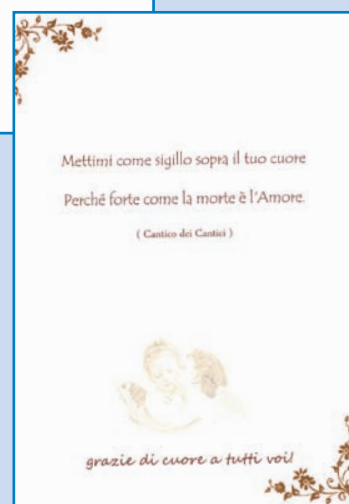 Mettimi come sigillo sopra il tuo cuore
Perché forte come la morte è l'Amore.
( Cantico dei Cantici )
grazie di cuore a tutti voi!